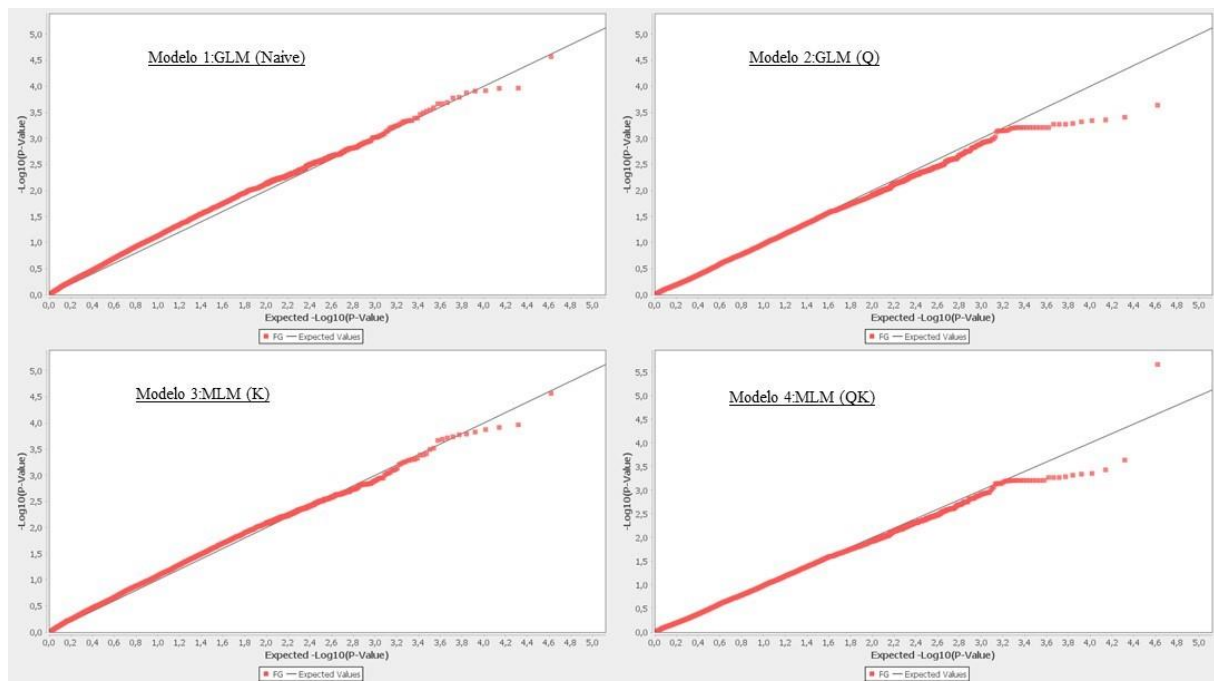 Modelo 1:GLM (Naive)
-Log10(P-Value)
5,0
4,5
4,0
3,5
3,0
2,5
2,0
1,5
1,0
0,5
0,0
0,0 0,2 0,4 0,6 0,8 1,0 1,2 1,4 1,6 1,8 2,0 2,2 2,4 2,6 2,8 3,0 3,2 3,4 3,6 3,8 4,0 4,2 4,4 4,6 4,8 5,0
Expected -Log10(P-Value)
FG Expected Values
Modelo 2:GLM (Q)
-Log10(P-Value)
5,0
4,5
4,0
3,5
3,0
2,5
2,0
1,5
1,0
0,5
0,0
0,0 0,2 0,4 0,6 0,8 1,0 1,2 1,4 1,6 1,8 2,0 2,2 2,4 2,6 2,8 3,0 3,2 3,4 3,6 3,8 4,0 4,2 4,4 4,6 4,8 5,0
Expected -Log10(P-Value)
FG Expected Values
Modelo 3:MLM (K)
-Log10(P-Value)
5,0
4,5
4,0
3,5
3,0
2,5
2,0
1,5
1,0
0,5
0,0
0,0 0,2 0,4 0,6 0,8 1,0 1,2 1,4 1,6 1,8 2,0 2,2 2,4 2,6 2,8 3,0 3,2 3,4 3,6 3,8 4,0 4,2 4,4 4,6 4,8 5,0
Expected -Log10(P-Value)
FG Expected Values
Modelo 4:MLM (QK)
-Log10(P-Value)
5,5
5,0
4,5
4,0
3,5
3,0
2,5
2,0
1,5
1,0
0,5
0,0
0,0 0,2 0,4 0,6 0,8 1,0 1,2 1,4 1,6 1,8 2,0 2,2 2,4 2,6 2,8 3,0 3,2 3,4 3,6 3,8 4,0 4,2 4,4 4,6 4,8 5,0
Expected -Log10(P-Value)
FG Expected Values